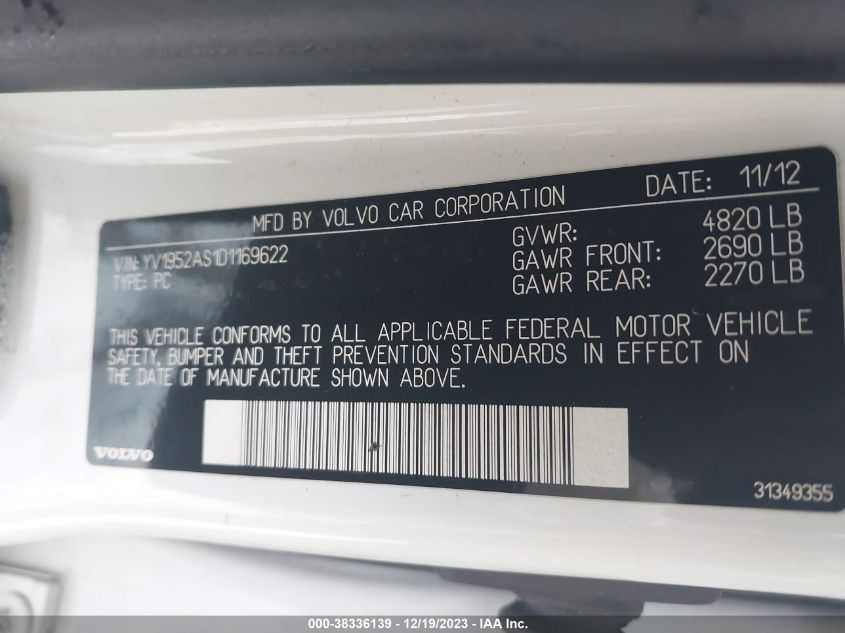 MFD BY VOLVO CAR CORPORATION DATE: 11/12
VIN: YV1952AS1D1169622
TYPE: PC
GVWR: 4820 LB
GAWR FRONT: 2690 LB
GAWR REAR: 2270 LB
THIS VEHICLE CONFORMS TO ALL APPLICABLE FEDERAL MOTOR VEHICLE
SAFETY, BUMPER AND THEFT PREVENTION STANDARDS IN EFFECT ON
THE DATE OF MANUFACTURE SHOWN ABOVE.
VOLVO
31349355
000-38336139 - 12/19/2023 - IAA Inc.